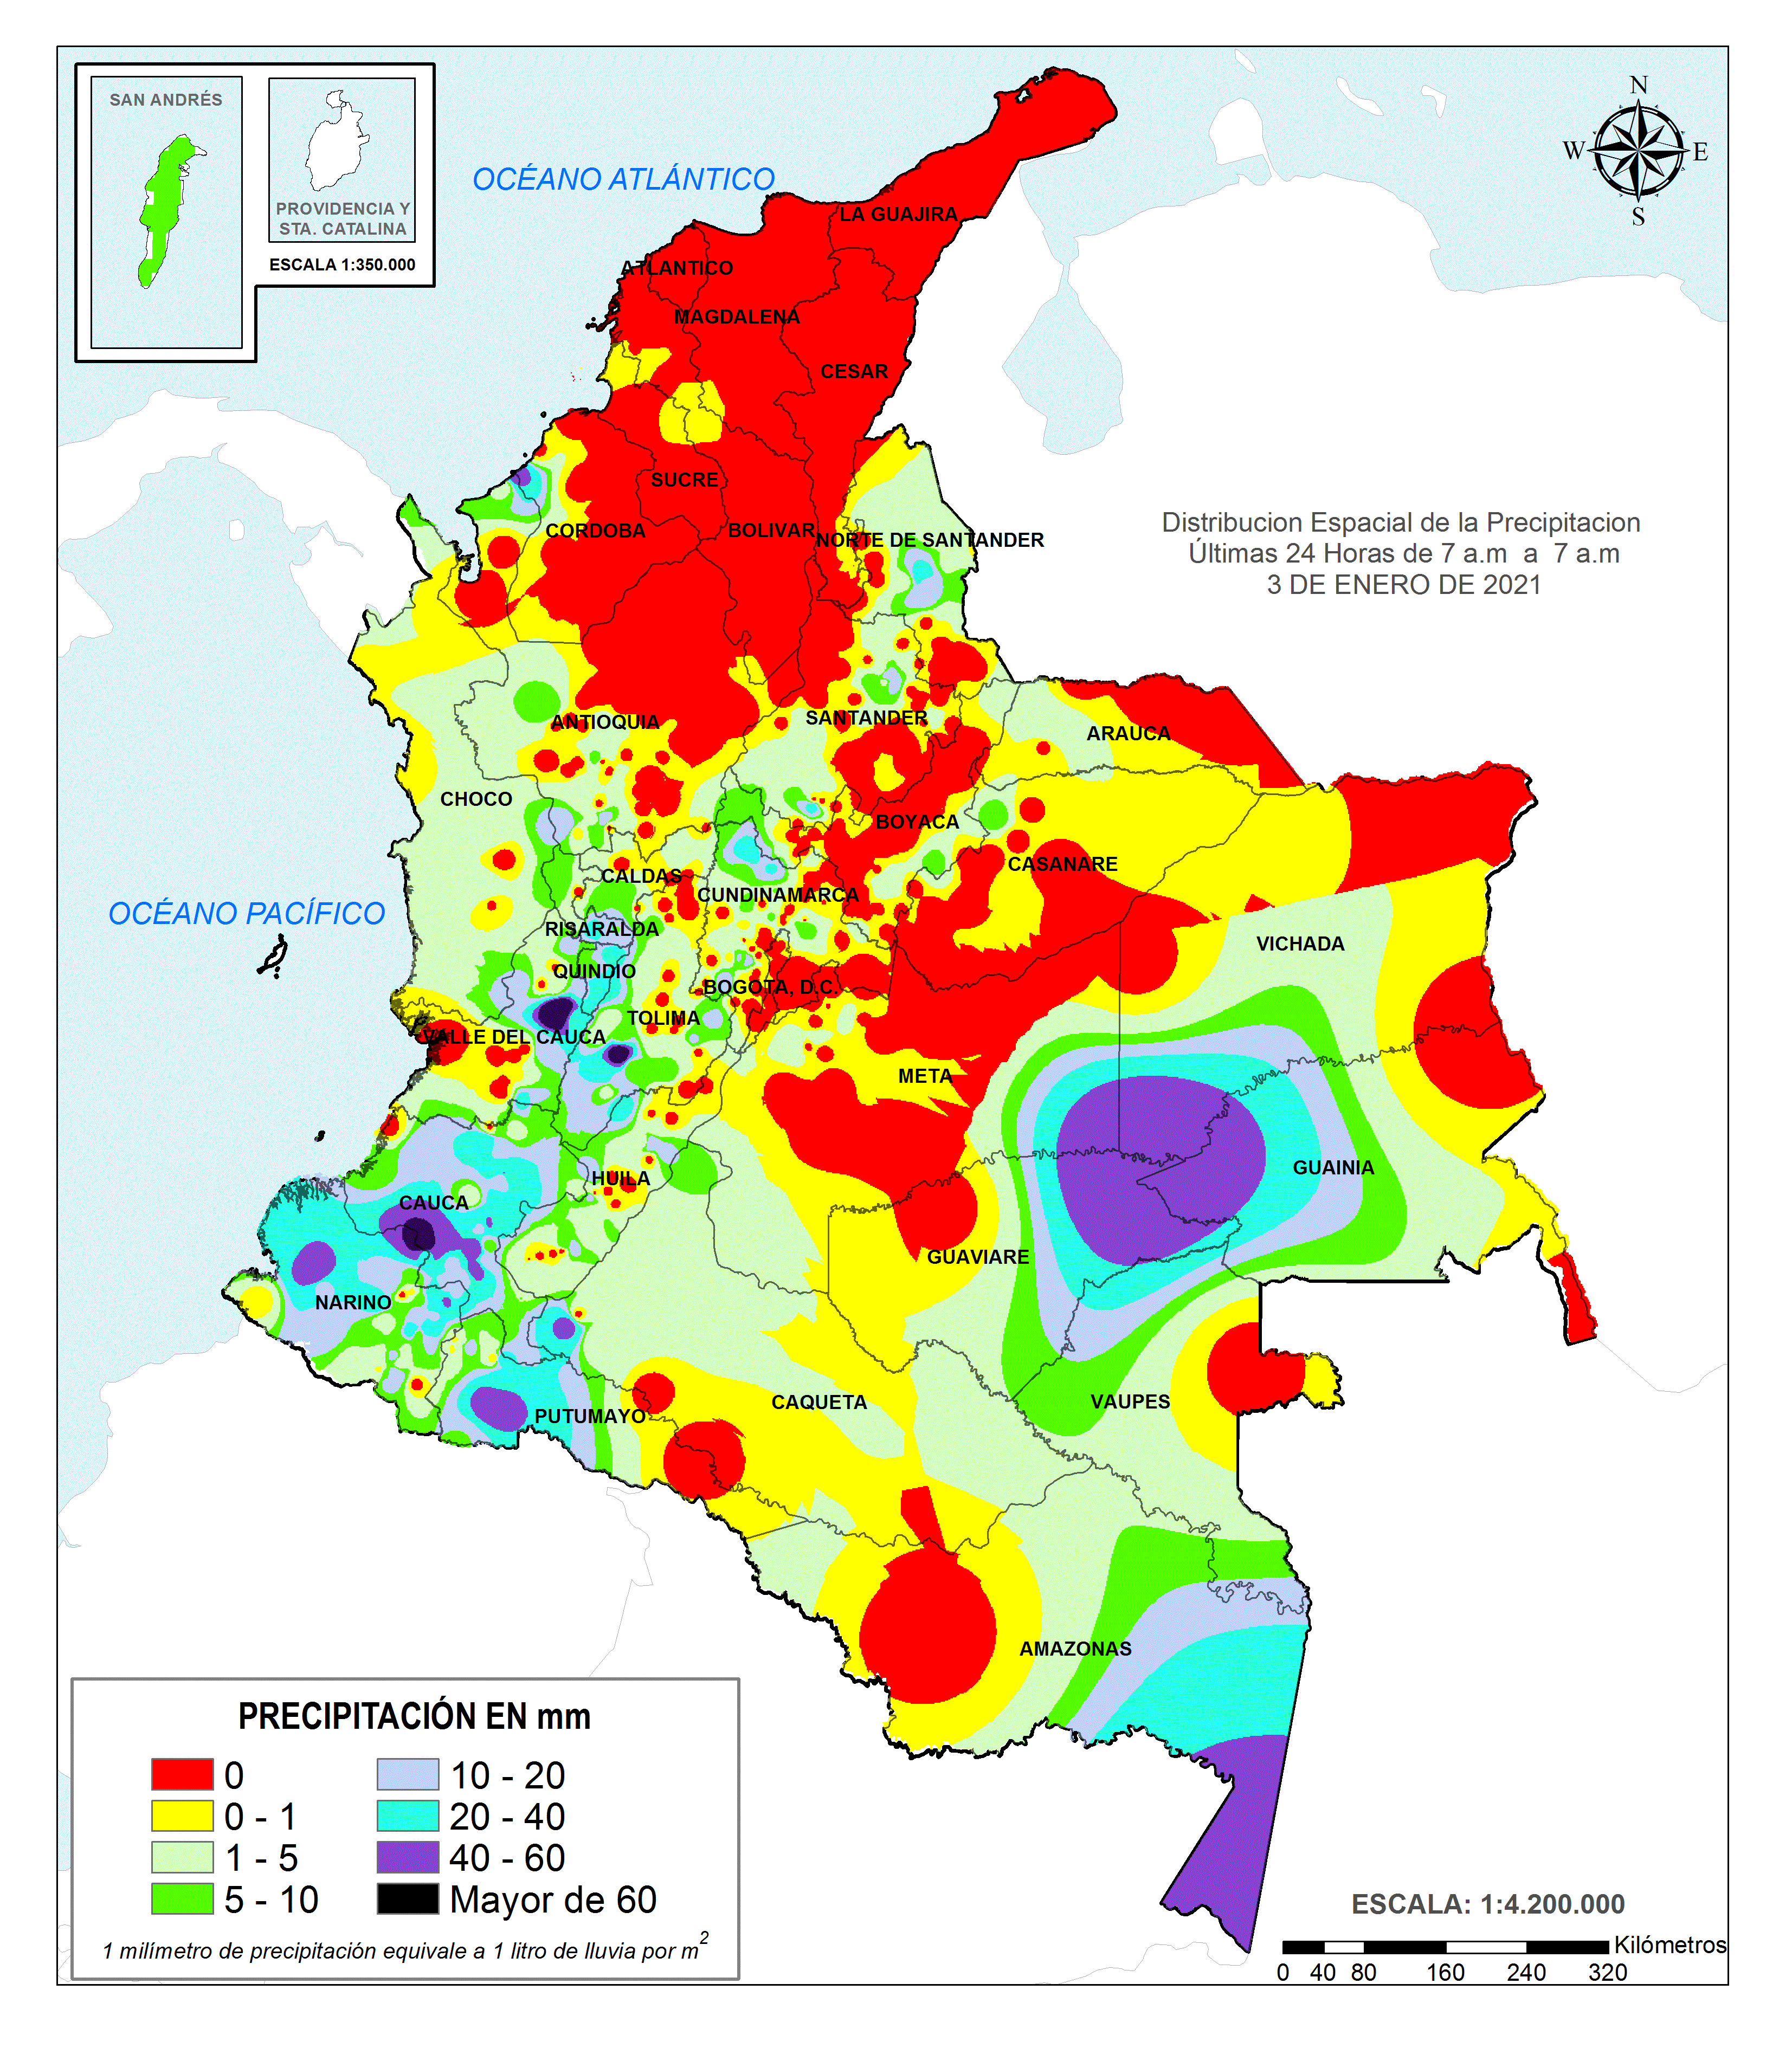 SAN ANDRÉS
PROVIDENCIA Y
STA. CATALINA
ESCALA 1:350.000
N
W
E
S
OCÉANO ATLÁNTICO
LA GUAJIRA
ATLANTICO
MAGDALENA
CESAR
SUCRE
CORDOBA
BOLIVAR
NORTE DE SANTANDER
Distribucion Espacial de la Precipitacion
Últimas 24 Horas de 7 a.m a 7 a.m
3 DE ENERO DE 2021
ANTIOQUIA
SANTANDER
ARAUCA
CHOCO
BOYACA
CASANARE
CALDAS
CUNDINAMARCA
OCÉANO PACÍFICO
RISARALDA
VICHADA
QUINDIO
BOGOTA, D.C.
TOLIMA
VALLE DEL CAUCA
META
GUAINIA
HUILA
CAUCA
GUAVIARE
NARINO
CAQUETA
VAUPES
PUTUMAYO
AMAZONAS
PRECIPITACIÓN EN mm
0
0 - 1
1 - 5
5 - 10
10 - 20
20 - 40
40 - 60
Mayor de 60
1 milímetro de precipitación equivale a 1 litro de lluvia por m2
ESCALA: 1:4.200.000
Kilómetros
0 40 80 160 240 320